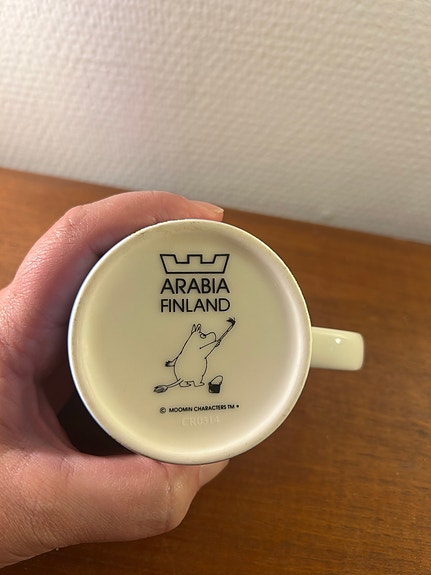 ARABIA
FINLAND
© MOOMIN CHARACTERS ™